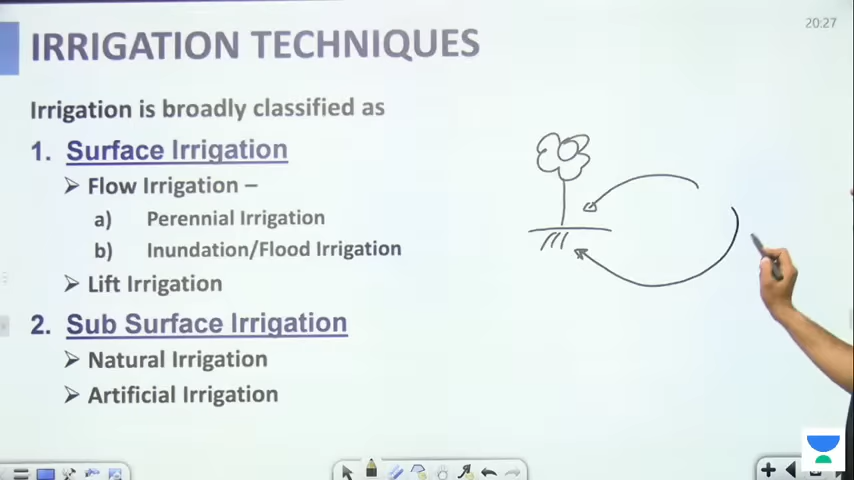 20:27
IRRIGATION TECHNIQUES
Irrigation is broadly classified as
1. Surface Irrigation
➢ Flow Irrigation –
a) Perennial Irrigation
b) Inundation/Flood Irrigation
➢ Lift Irrigation
2. Sub Surface Irrigation
➢ Natural Irrigation
➢ Artificial Irrigation